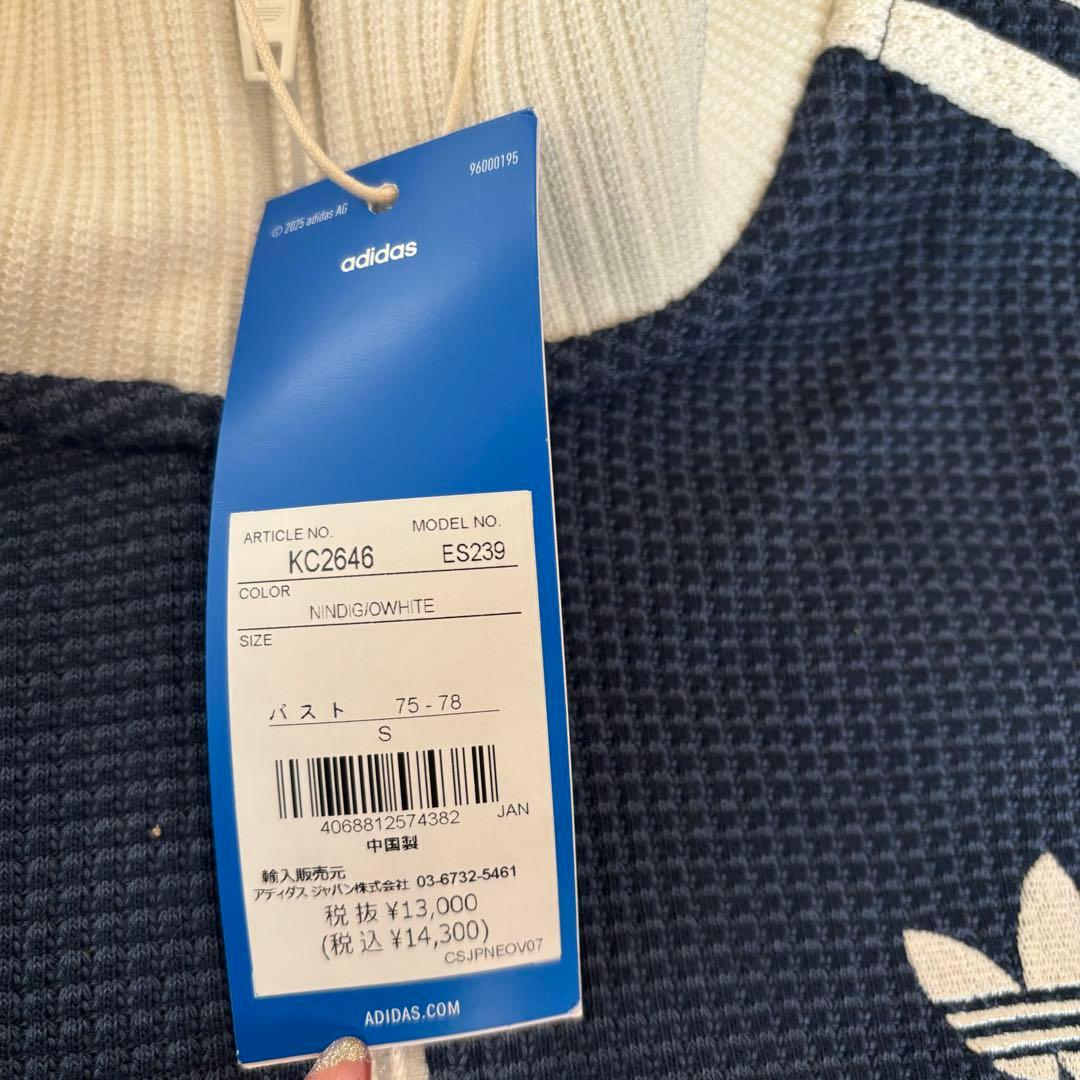 96000195
© 2025 adidas AG
adidas
ARTICLE NO. MODEL NO.
KC2646 ES239
COLOR
NINDIG/OWHITE
SIZE
バスト 75 - 78
S
4068812574382 JAN
中国製
輸入販売元
アディダス ジャパン株式会社 03-6732-5461
税 抜 ¥13,000
(税 込 ¥14,300)
CSJPNEOV07
ADIDAS.COM